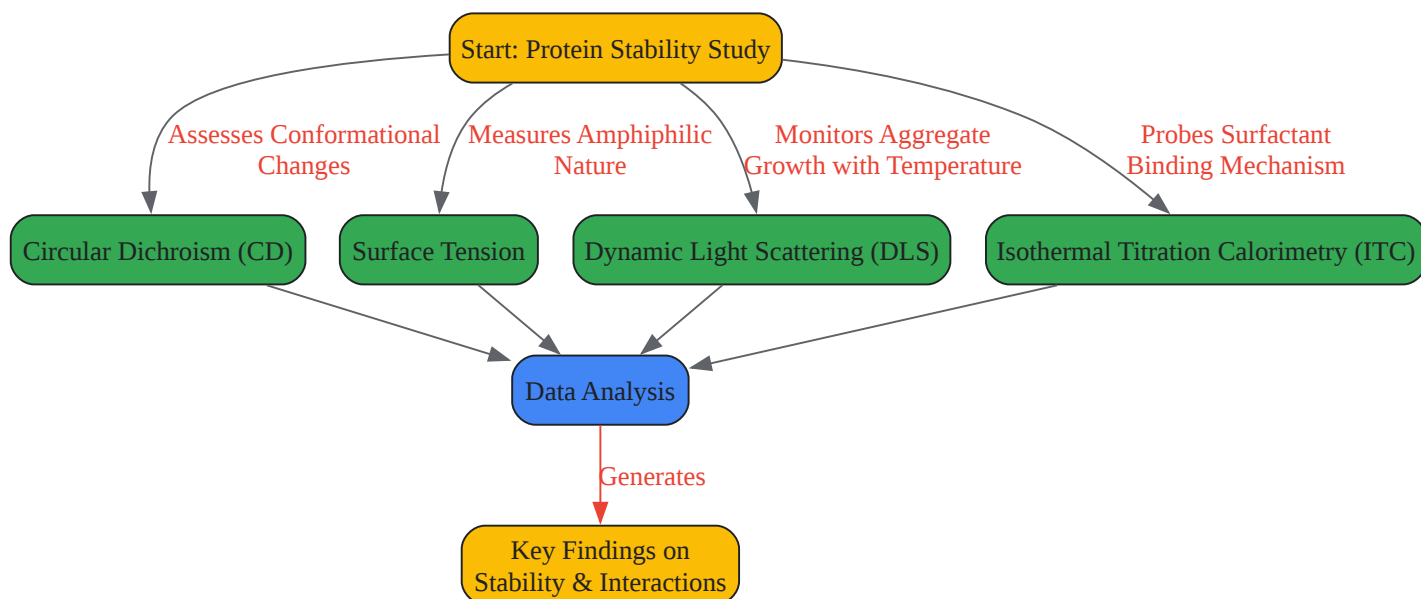 Start: Protein Stability Study
Assesses Conformational
Changes
Measures Amphiphilic
Nature
Monitors Aggregate
Growth with Temperature
Probes Surfactant
Binding Mechanism
Circular Dichroism (CD)
Surface Tension
Dynamic Light Scattering (DLS)
Isothermal Titration Calorimetry (ITC)
Data Analysis
Generates
Key Findings on
Stability & Interactions